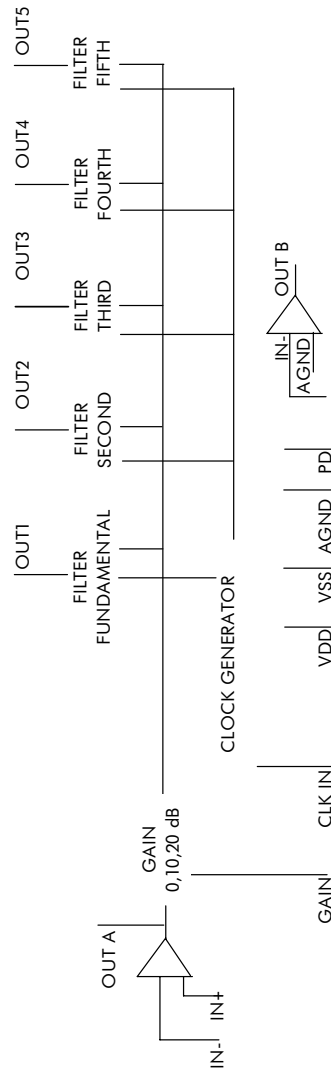 OUT1
OUT2
OUT3
OUT4
OUT5
FILTER
FUNDAMENTAL
FILTER
SECOND
FILTER
THIRD
FILTER
FOURTH
FILTER
FIFTH
OUT A
GAIN
0,10,20 dB
IN-
IN+
CLOCK GENERATOR
IN-
AGND
OUT B
GAIN
CLK IN
VDD
VSS
AGND
PD